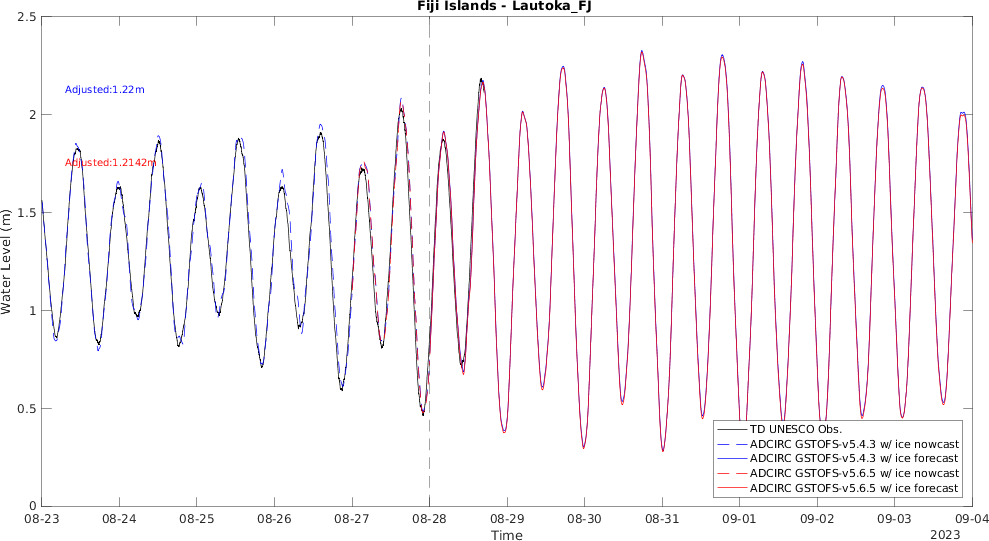 Fiji Islands - Lautoka_FJ
2.5
2
1.5
1
0.5
0
Water Level (m)
Adjusted:1.22m
Adjusted:1.2142m
TD UNESCO Obs.
ADCIRC GSTOFS-v5.4.3 w/ ice nowcast
ADCIRC GSTOFS-v5.4.3 w/ ice forecast
ADCIRC GSTOFS-v5.6.5 w/ ice nowcast
ADCIRC GSTOFS-v5.6.5 w/ ice forecast
08-23 08-24 08-25 08-26 08-27 08-28 08-29 08-30 08-31 09-01 09-02 09-03 09-04
Time
2023